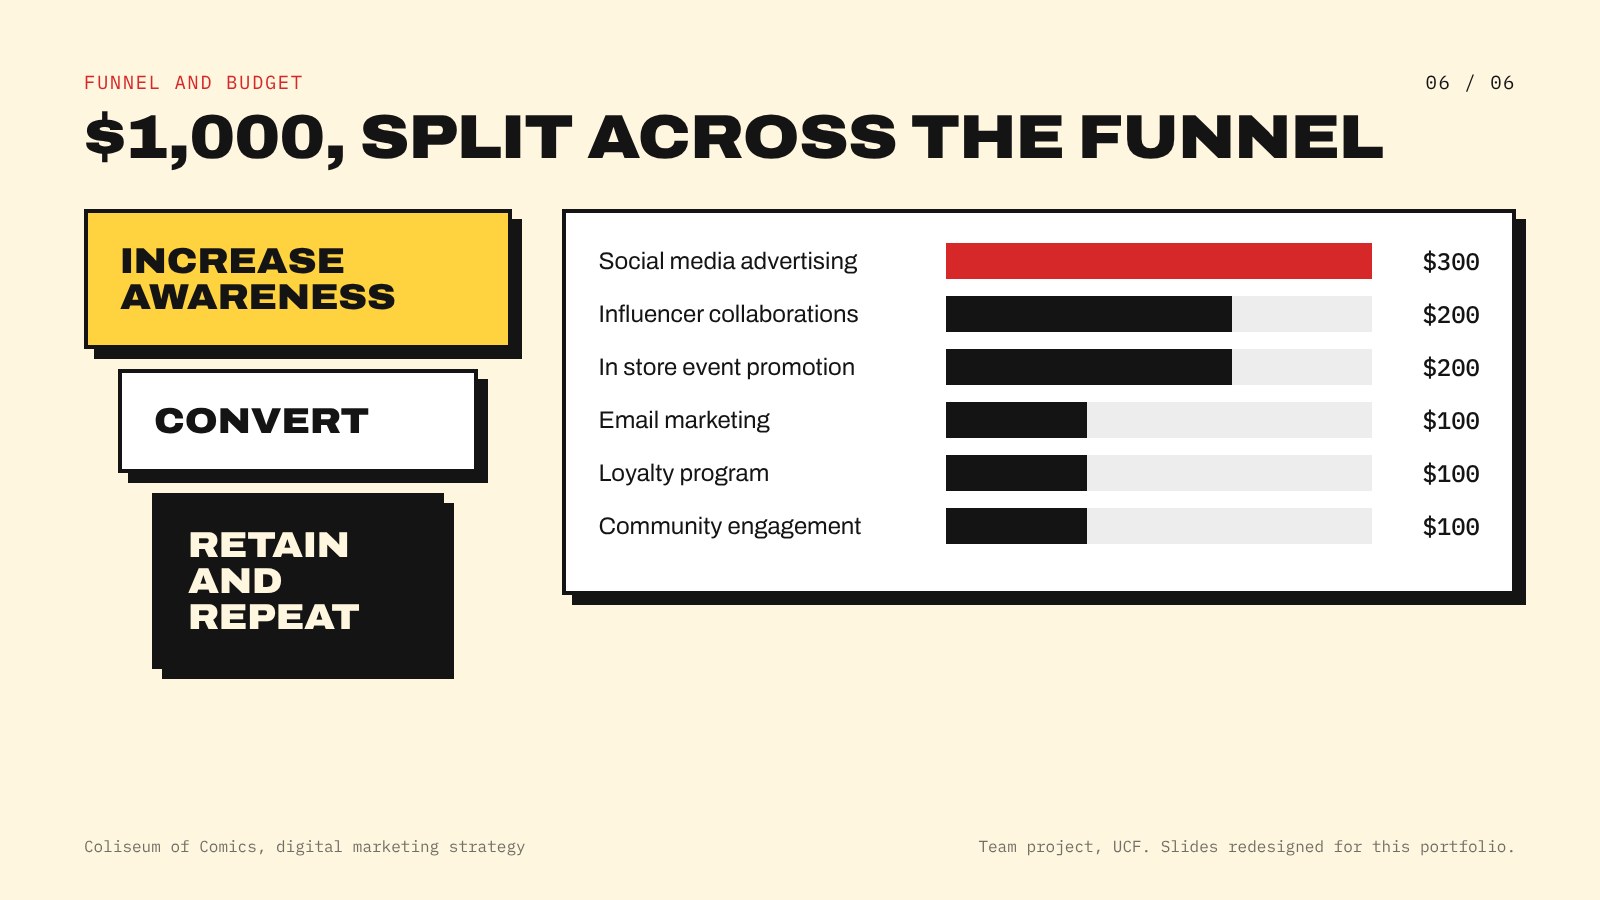 FUNNEL AND BUDGET
06 / 06
$1,000, SPLIT ACROSS THE FUNNEL
INCREASE
AWARENESS
CONVERT
RETAIN
AND
REPEAT
Social media advertising $300
Influencer collaborations $200
In store event promotion $200
Email marketing $100
Loyalty program $100
Community engagement $100
Coliseum of Comics, digital marketing strategy
Team project, UCF. Slides redesigned for this portfolio.